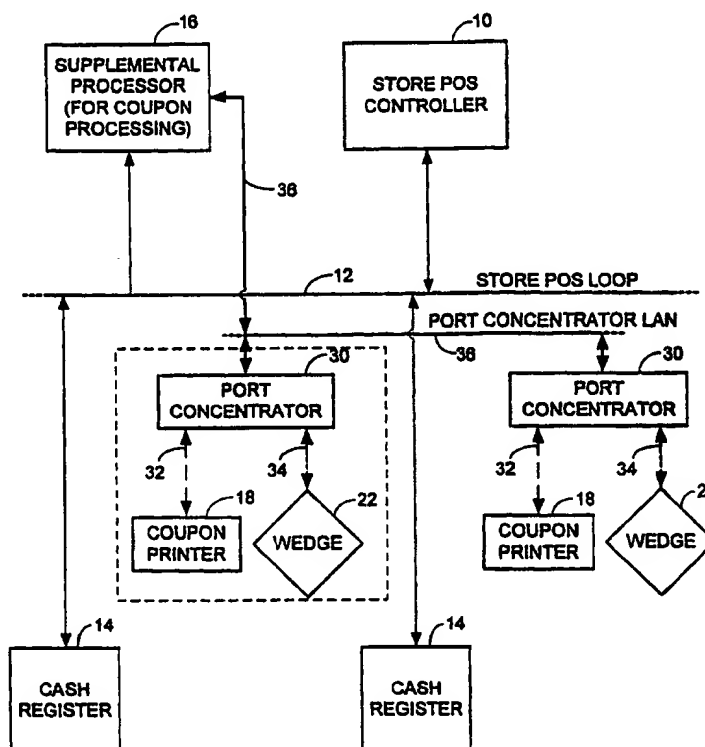 16
10
SUPPLEMENTAL
PROCESSOR
(FOR COUPON
PROCESSING)
STORE POS
CONTROLLER
36
12
STORE POS LOOP
PORT CONCENTRATOR LAN
36
30
30
PORT
CONCENTRATOR
PORT
CONCENTRATOR
32
34
32
34
18
22
18
COUPON
PRINTER
WEDGE
COUPON
PRINTER
WEDGE
14
14
CASH
REGISTER
CASH
REGISTER